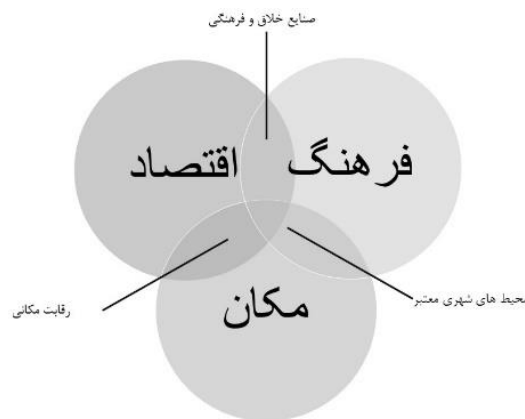 صنایع خلاق و فرهنگی
فرهنگ
اقتصاد
محیط های شهری معتبر
رقابت مکانی
مکان